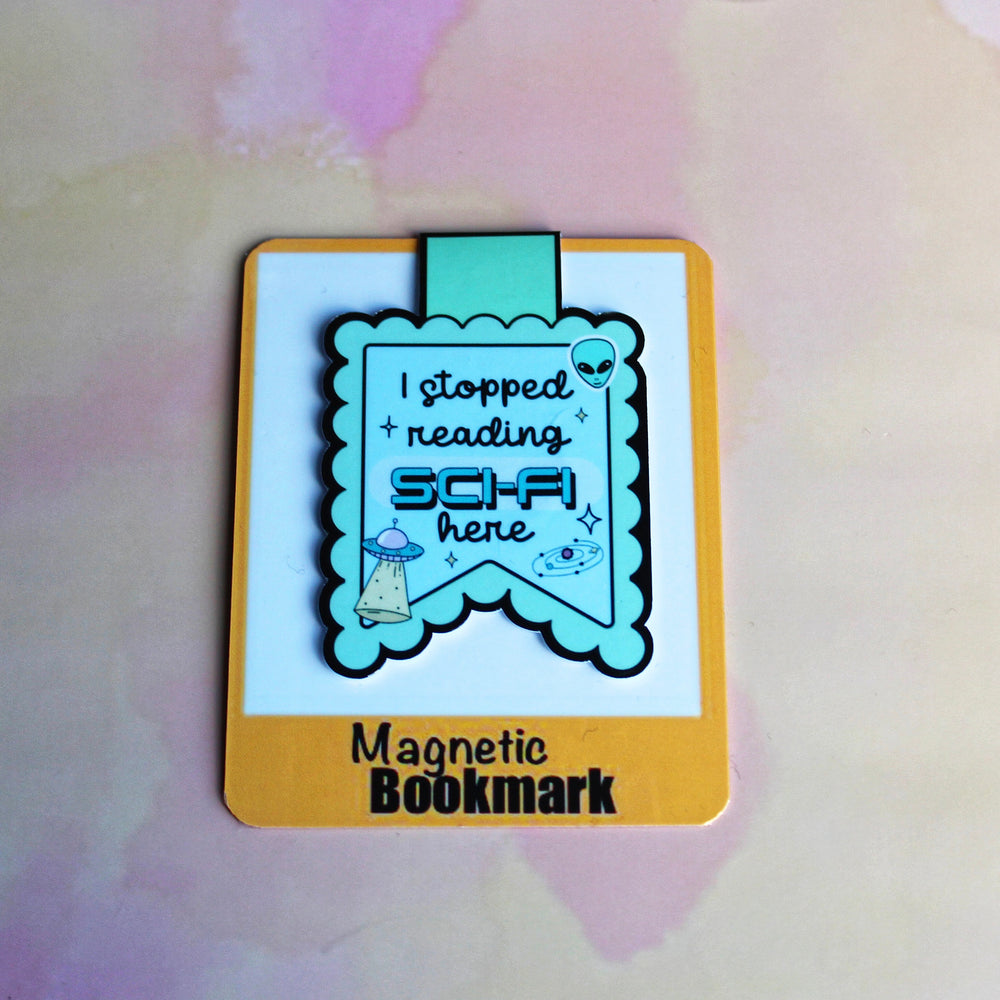 I stopped
reading
SCI-FI
here
Magnetic
Bookmark